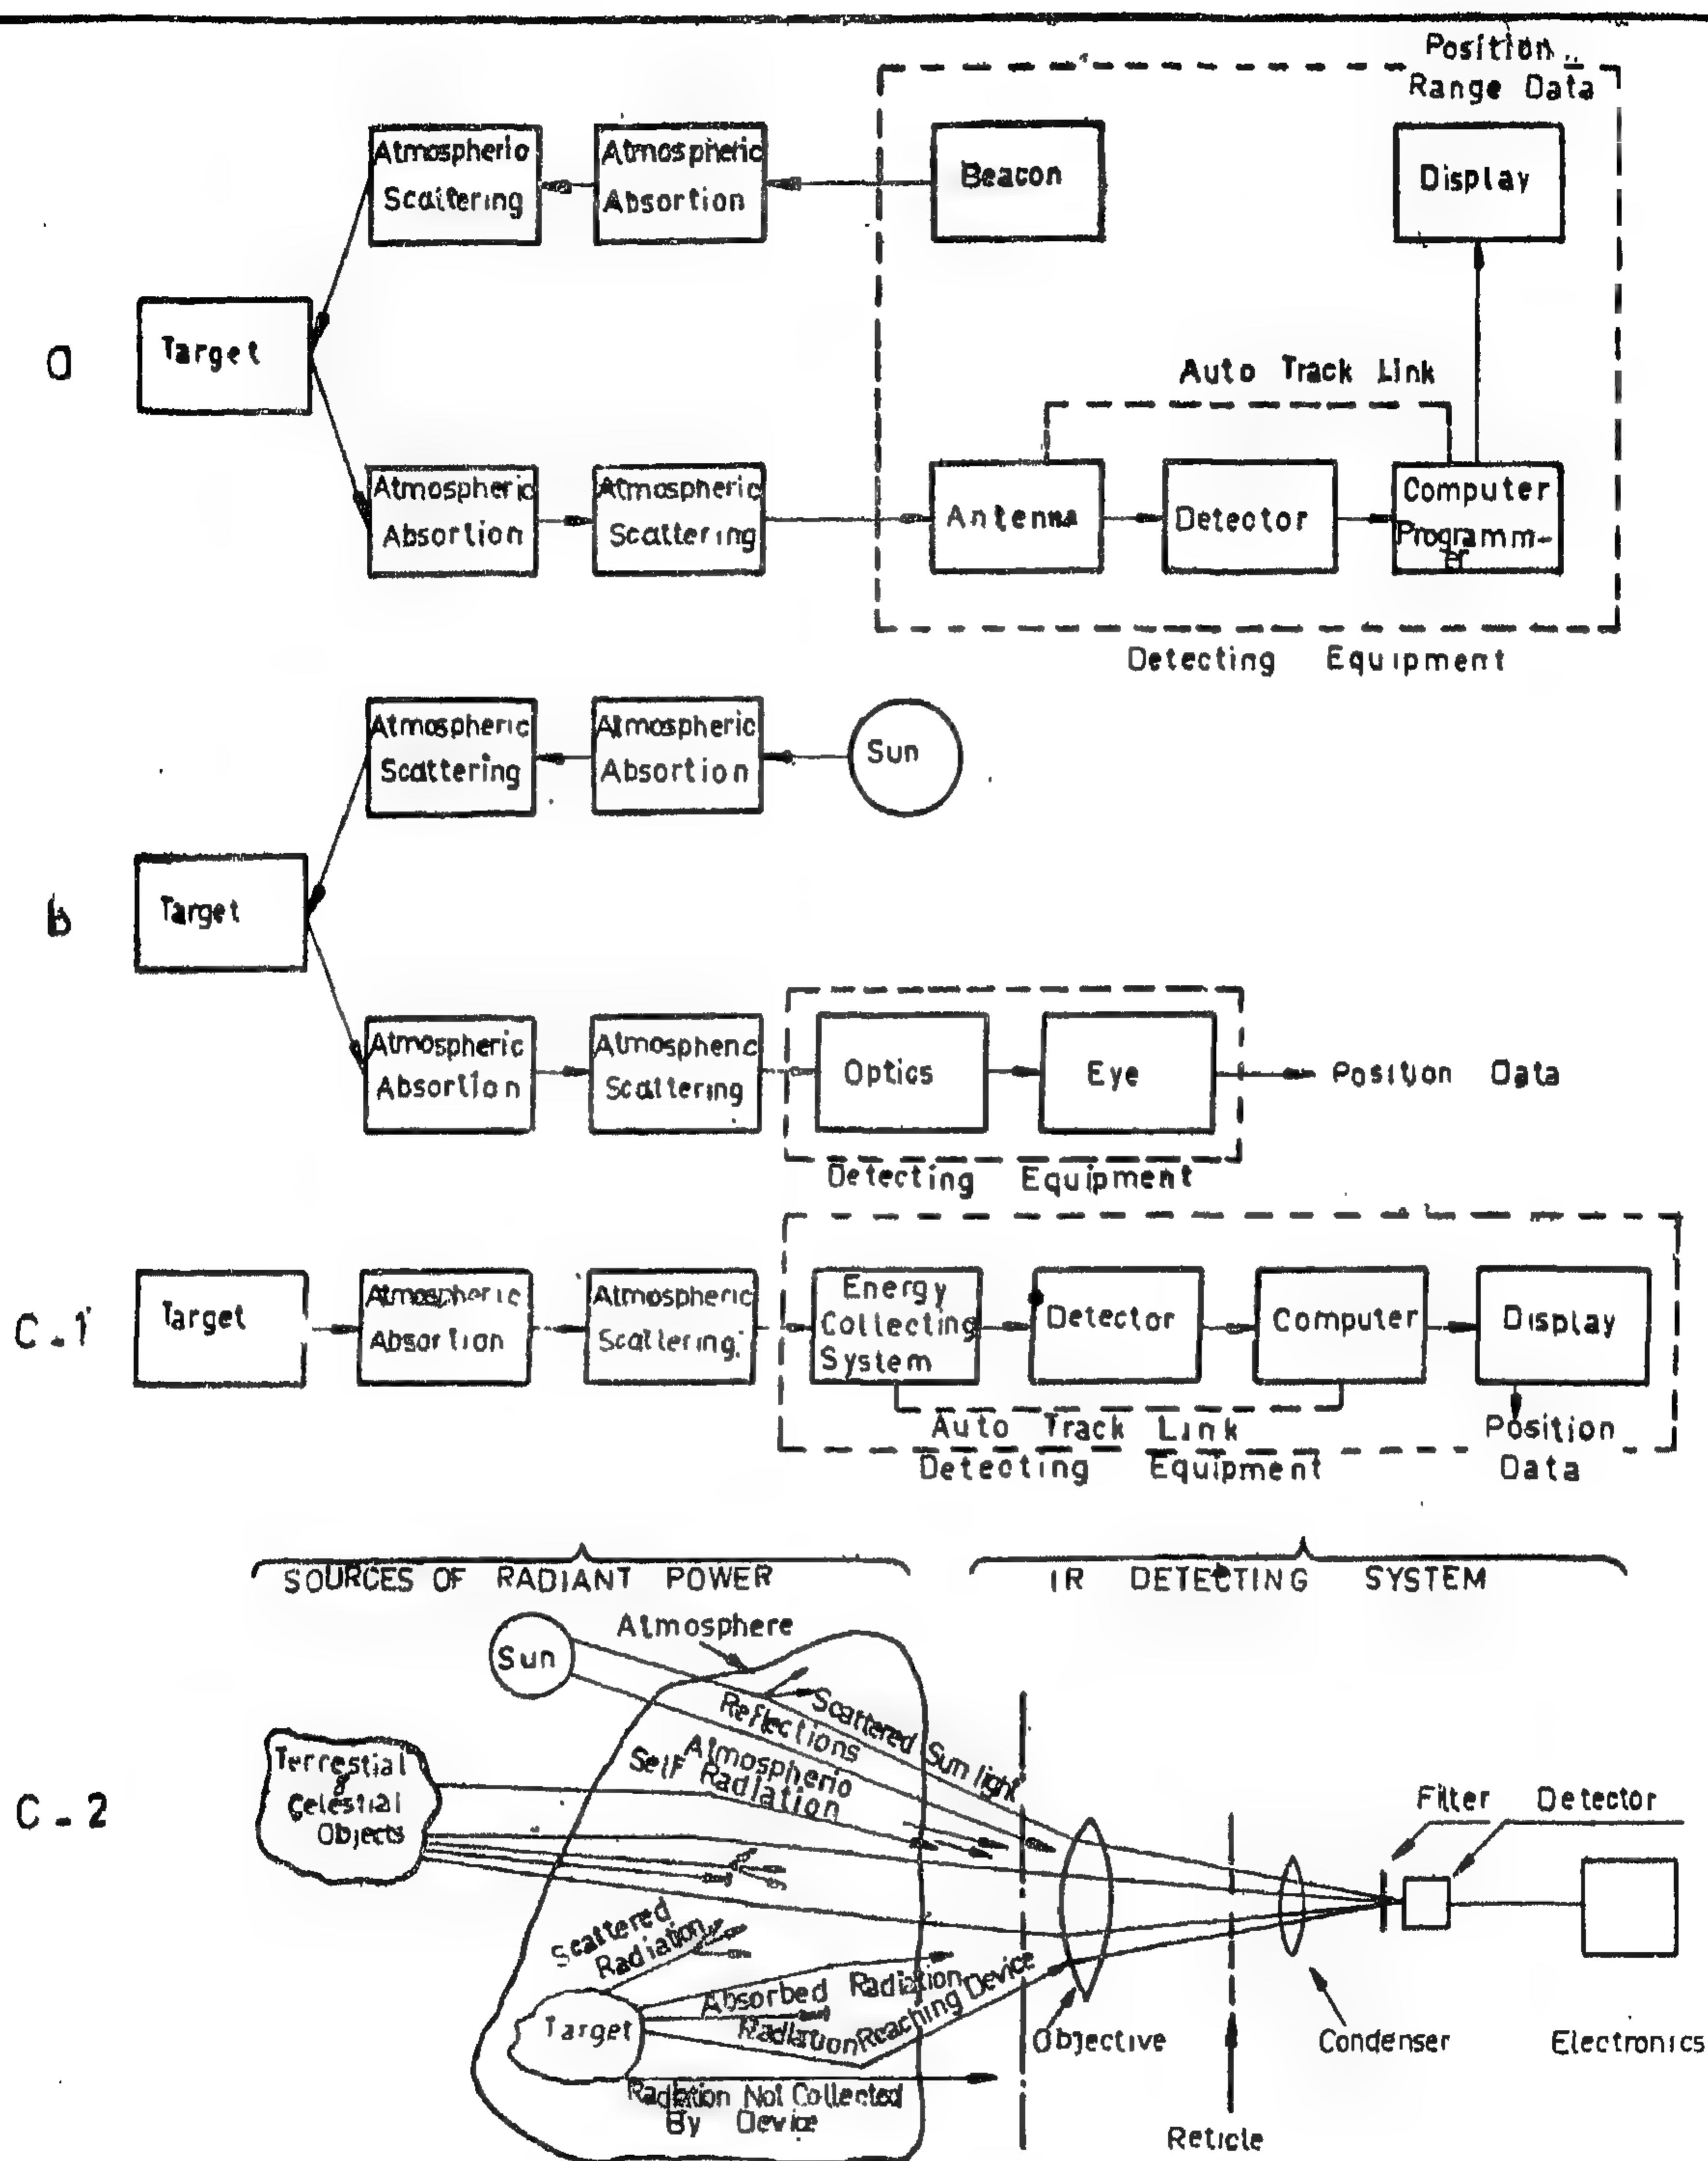 Position
Range Data
Atmospherio
Scattering
Atmospheric
Absortion
Beacon
Display
a
Target
Auto Track Link
Atmospheric
Absortion
Atmospheric
Scattering
Antenna
Detector
Computer
Programm-
er
Detecting Equipment
Atmospheric
Scattering
Atmospheric
Absortion
Sun
b
Target
Atmospheric
Absortion
Atmospheric
Scattering
Optics
Eye
Position Data
Detecting Equipment
C-1
Target
Atmospheric
Absortion
Atmospheric
Scattering
Energy
Collecting
System
Detector
Computer
Display
Auto Track Link
Position
Data
Detecting Equipment
SOURCES OF RADIANT POWER
IR DETECTING SYSTEM
C-2
Atmosphere
Sun
Scattered Sun light
Reflections
Atmospherio
Self Radiation
Terrestial
&
Celestial
Objects
Filter
Detector
Scattered
Radiation
Absorbed Radiation
Radiation Reaching Device
Target
Radiation Not Collected
By Device
Objective
Condenser
Electronics
Reticle